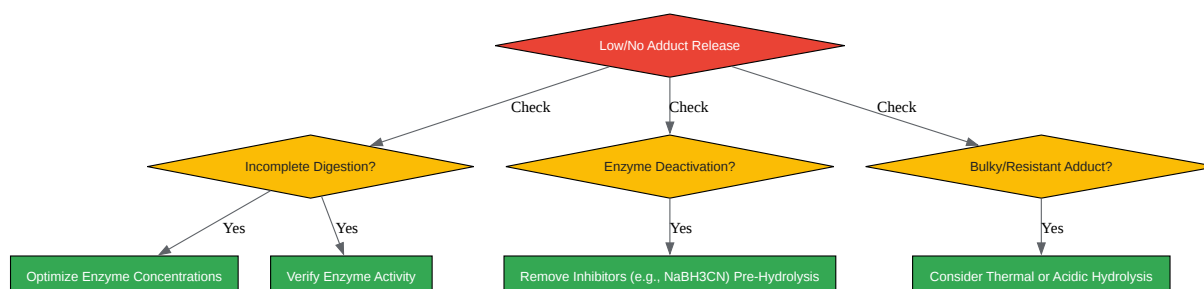 Low/No Adduct Release
Check
Check
Check
Incomplete Digestion?
Enzyme Deactivation?
Bulky/Resistant Adduct?
Yes
Yes
Yes
Yes
Optimize Enzyme Concentrations
Verify Enzyme Activity
Remove Inhibitors (e.g., NaBH3CN) Pre-Hydrolysis
Consider Thermal or Acidic Hydrolysis